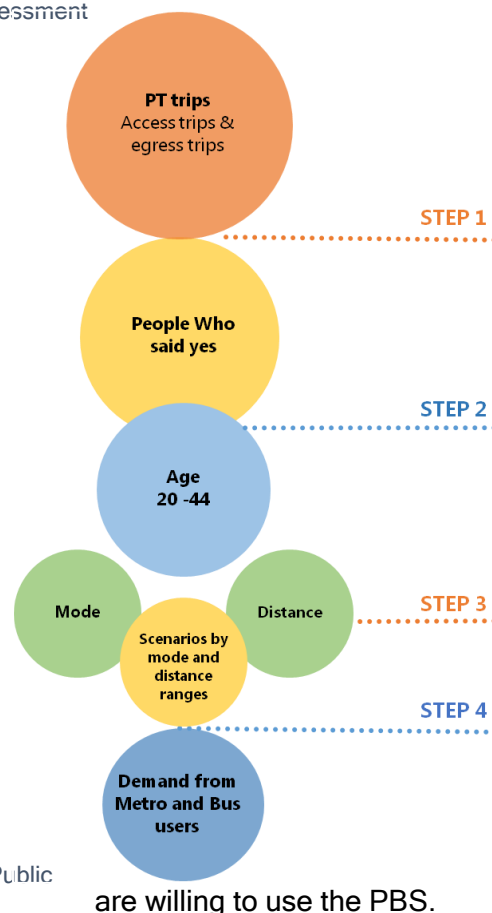 essment
PT trips
Access trips &
egress trips
STEP 1
People Who
said yes
STEP 2
Age
20 -44
Mode
Distance
STEP 3
Scenarios by
mode and
distance
ranges
STEP 4
Demand from
Metro and Bus
users
Public
are willing to use the PBS.